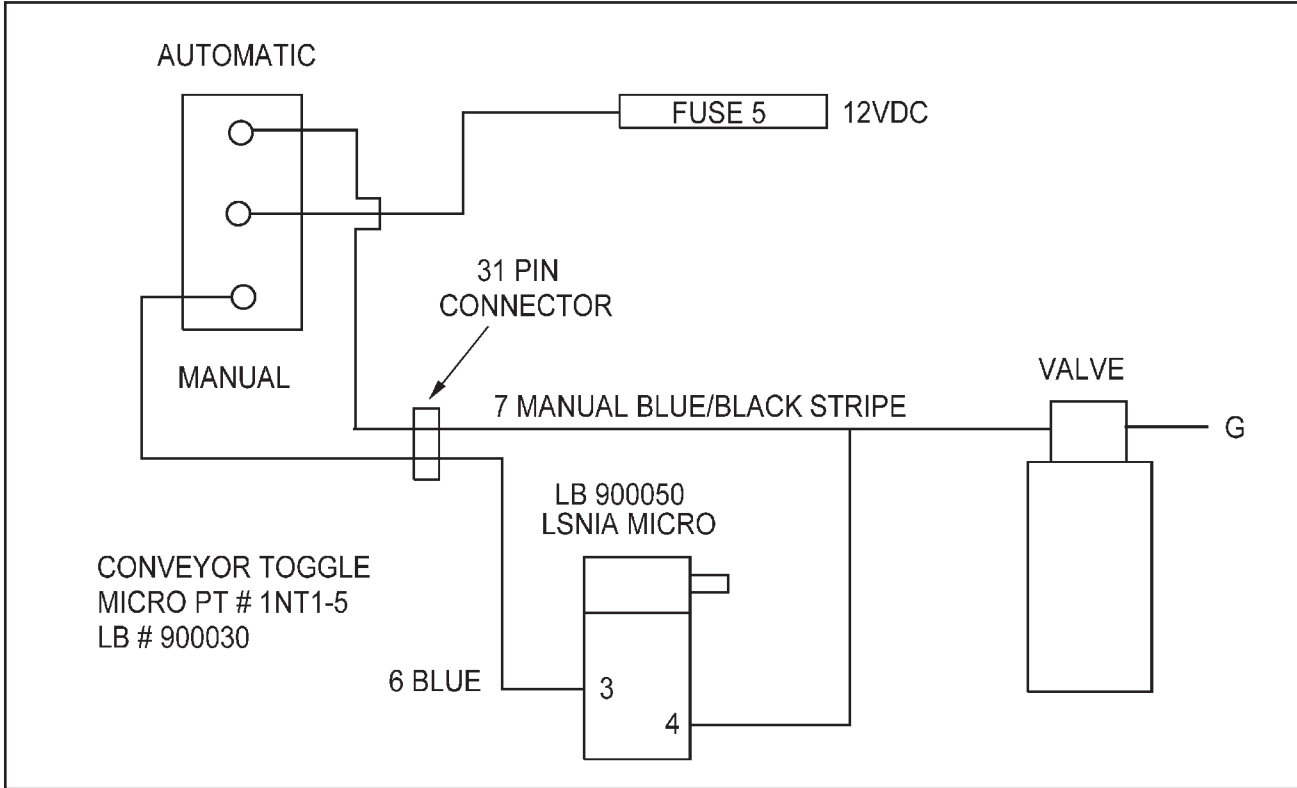 AUTOMATIC
FUSE 5
12VDC
31 PIN
CONNECTOR
MANUAL
VALVE
7 MANUAL BLUE/BLACK STRIPE
G
LB 900050
LSNIA MICRO
CONVEYOR TOGGLE
MICRO PT # 1NT1-5
LB # 900030
6 BLUE
3
4